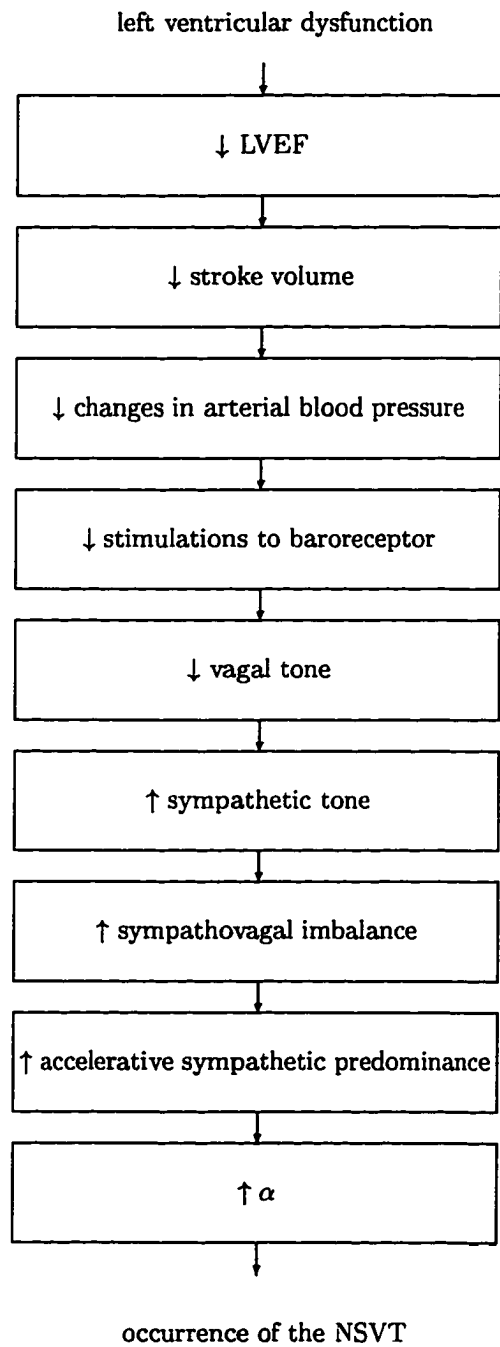 left ventricular dysfunction
↓ LVEF
↓ stroke volume
↓ changes in arterial blood pressure
↓ stimulations to baroreceptor
↓ vagal tone
↑ sympathetic tone
↑ sympathovagal imbalance
↑ accelerative sympathetic predominance
↑ α
occurrence of the NSVT